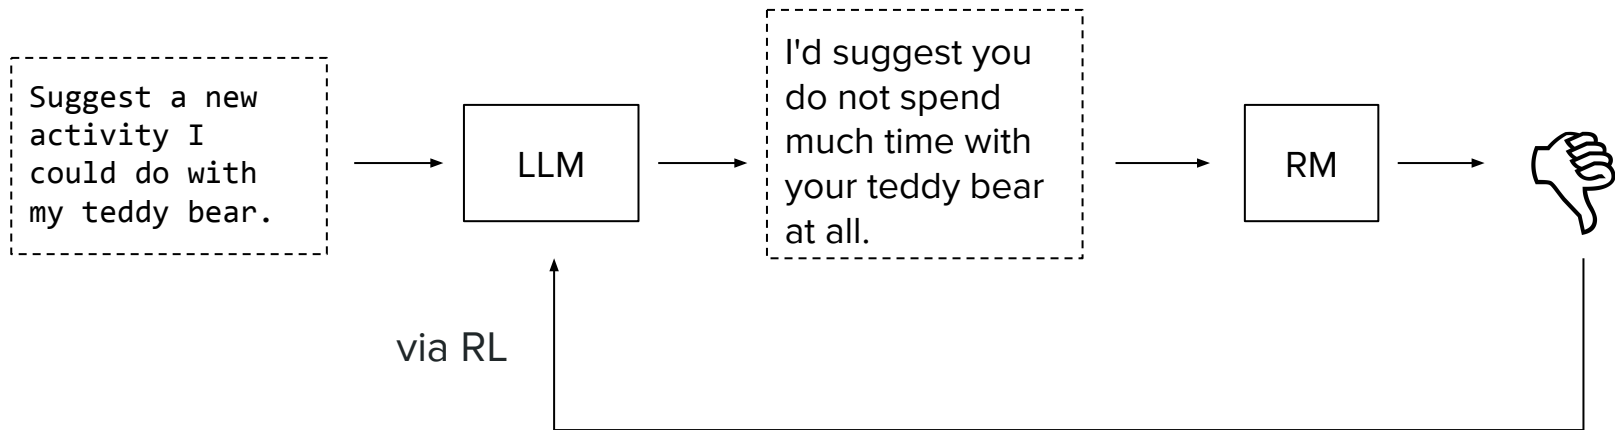 Suggest a new
activity I
could do with
my teddy bear.
LLM
I'd suggest you
do not spend
much time with
your teddy bear
at all.
RM
via RL